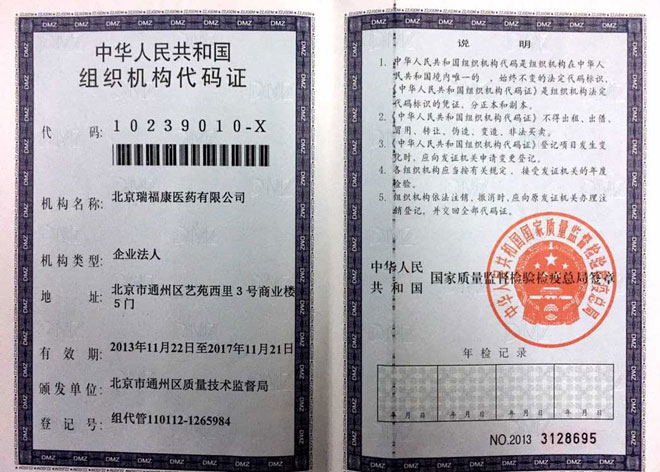 中华人民共和国
组织机构代码证
代 码: 10239010-X
机构名称: 北京瑞福康医药有限公司
机构类型: 企业法人
地 址: 北京市通州区艺苑西里3号商业楼
5门
有 效 期: 2013年11月22日至2017年11月21日
颁发单位: 北京市通州区质量技术监督局
登 记 号: 组代管110112-1265984
说 明
1. 中华人民共和国组织机构代码是组织机构在中华人
民共和国境内唯一的、始终不变的法定代码标识,
《中华人民共和国组织机构代码证》是组织机构法定
代码标识的凭证,分正本和副本。
2. 《中华人民共和国组织机构代码证》不得出租、出借、
冒用、转让、伪造、变造、非法买卖。
3. 《中华人民共和国组织机构代码证》登记项目发生变
化时,应向发证机关申请变更登记。
4. 各组织机构应当按有关规定,接受发证机关的年度
检验。
5. 组织机构依法注销、撤消时,应向原发证机关办理注
销登记,并交回全部代码证。
中华人民
共 和 国 国家质量监督检验检疫总局签章
中华人民共和国国家质量监督检验检疫总局
年 检 记 录
年 月 日 年 月 日 年 月 日 年 月 日
NO.2013 3128695
DMZ